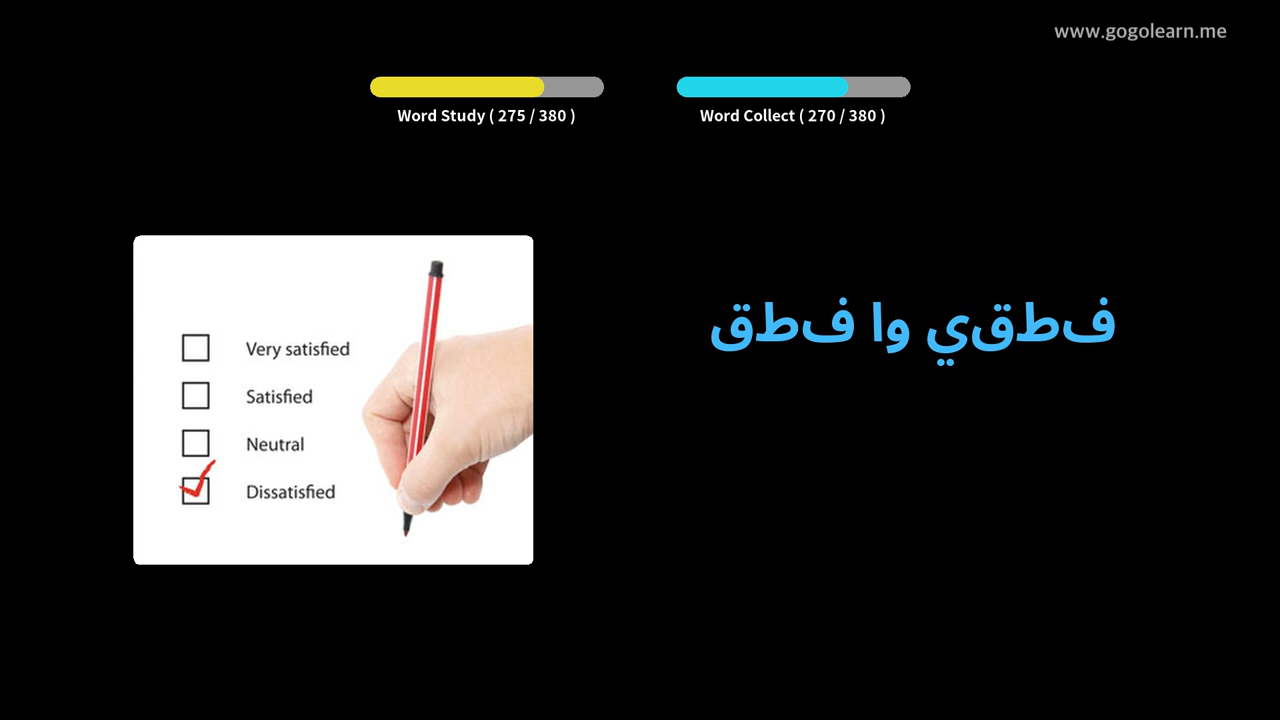 www.gogolearn.me
Word Study ( 275 / 380 )
Word Collect ( 270 / 380 )
فطقي وا فطق
Very satisfied
Satisfied
Neutral
Dissatisfied